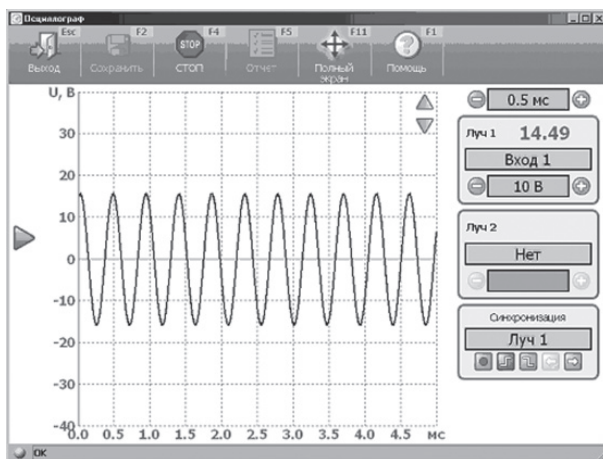 Осциллограф
Esc F2 F4 F5 F11 F1
STOP
Выход Сохранить СТОП Отчет Полный экран Помощь
U, В
30
20
10
0
-10
-20
-30
-40
0.0 0.5 1.0 1.5 2.0 2.5 3.0 3.5 4.0 4.5 мс
0.5 мс
Луч 1 14.49
Вход 1
10 В
Луч 2
Нет
Синхронизация
Луч 1
OK